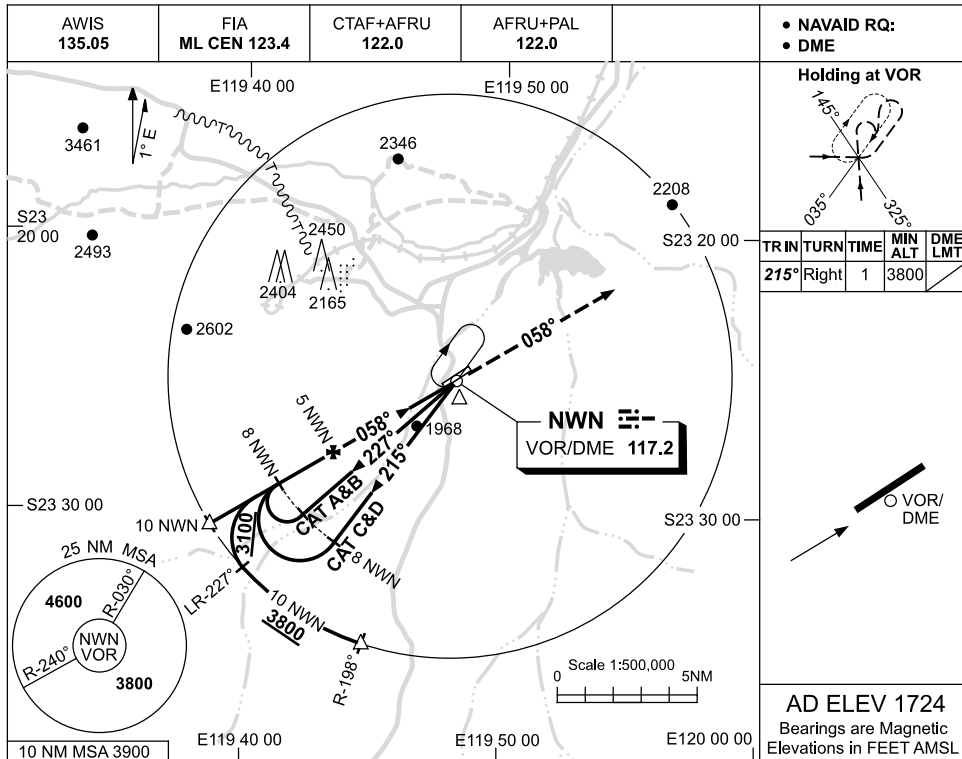 AWIS
135.05
FIA
ML CEN 123.4
CTAF+AFRU
122.0
AFRU+PAL
122.0
● NAVAID RQ:
● DME
E119 40 00
E119 50 00
1° E
3461
2346
2208
S23
20 00
S23 20 00
2493
2450
2404
2165
2602
058°
5 NWN
8 NWN
058°
227°
215°
1968
NWN
VOR/DME 117.2
CAT A&B
CAT C&D
S23 30 00
S23 30 00
10 NWN
3100
8 NWN
LR-227°
10 NWN
3800
R-198°
25 NM MSA
R-030°
4600
NWN
VOR
R-240°
3800
10 NM MSA 3900
Scale 1:500,000
0
5NM
E119 40 00
E119 50 00
E120 00 00
Holding at VOR
145°
035°
325°
TR IN
TURN
TIME
MIN
ALT
DME
LMT
215°
Right
1
3800
VOR/
DME
AD ELEV 1724
Bearings are Magnetic
Elevations in FEET AMSL